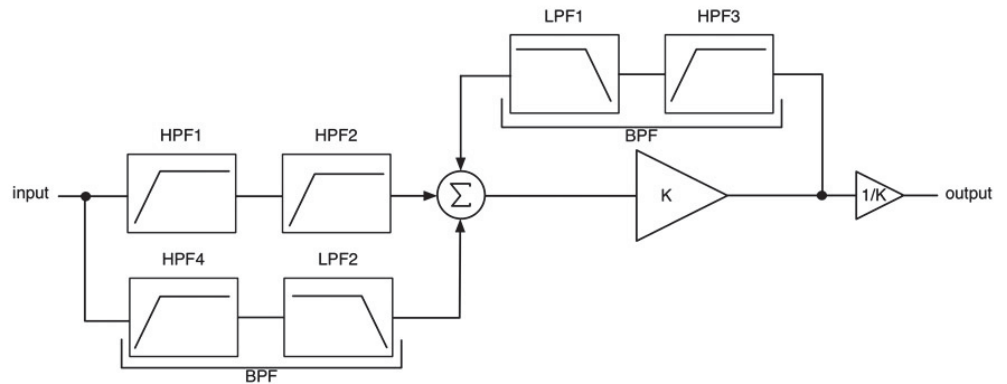 LPF1 HPF3
BPF
HPF1 HPF2
input Σ K 1/K output
HPF4 LPF2
BPF